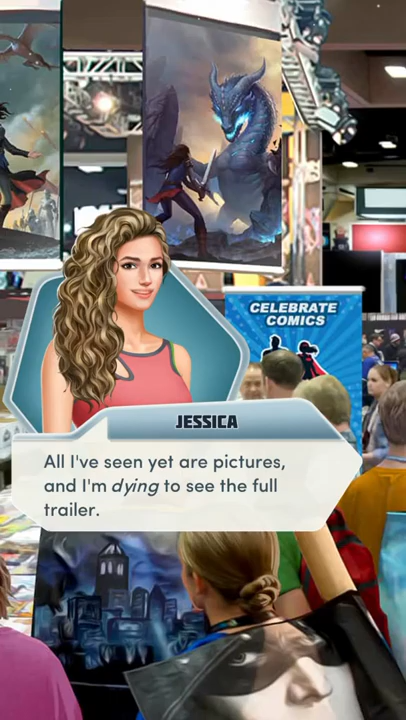 CELEBRATE
COMICS
JESSICA
All I've seen yet are pictures,
and I'm dying to see the full
trailer.